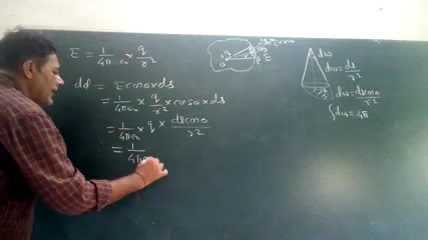 E = 1/4πε₀ × q/r²
dϕ = E cosθ × ds
= 1/4πε₀ × q/r² × cosθ × ds
= 1/4πε₀ × q × ds cosθ / r²
= 1/4πε₀
dω
dω = ds/r²
dω = ds cosθ / r²
∫dω = 4π